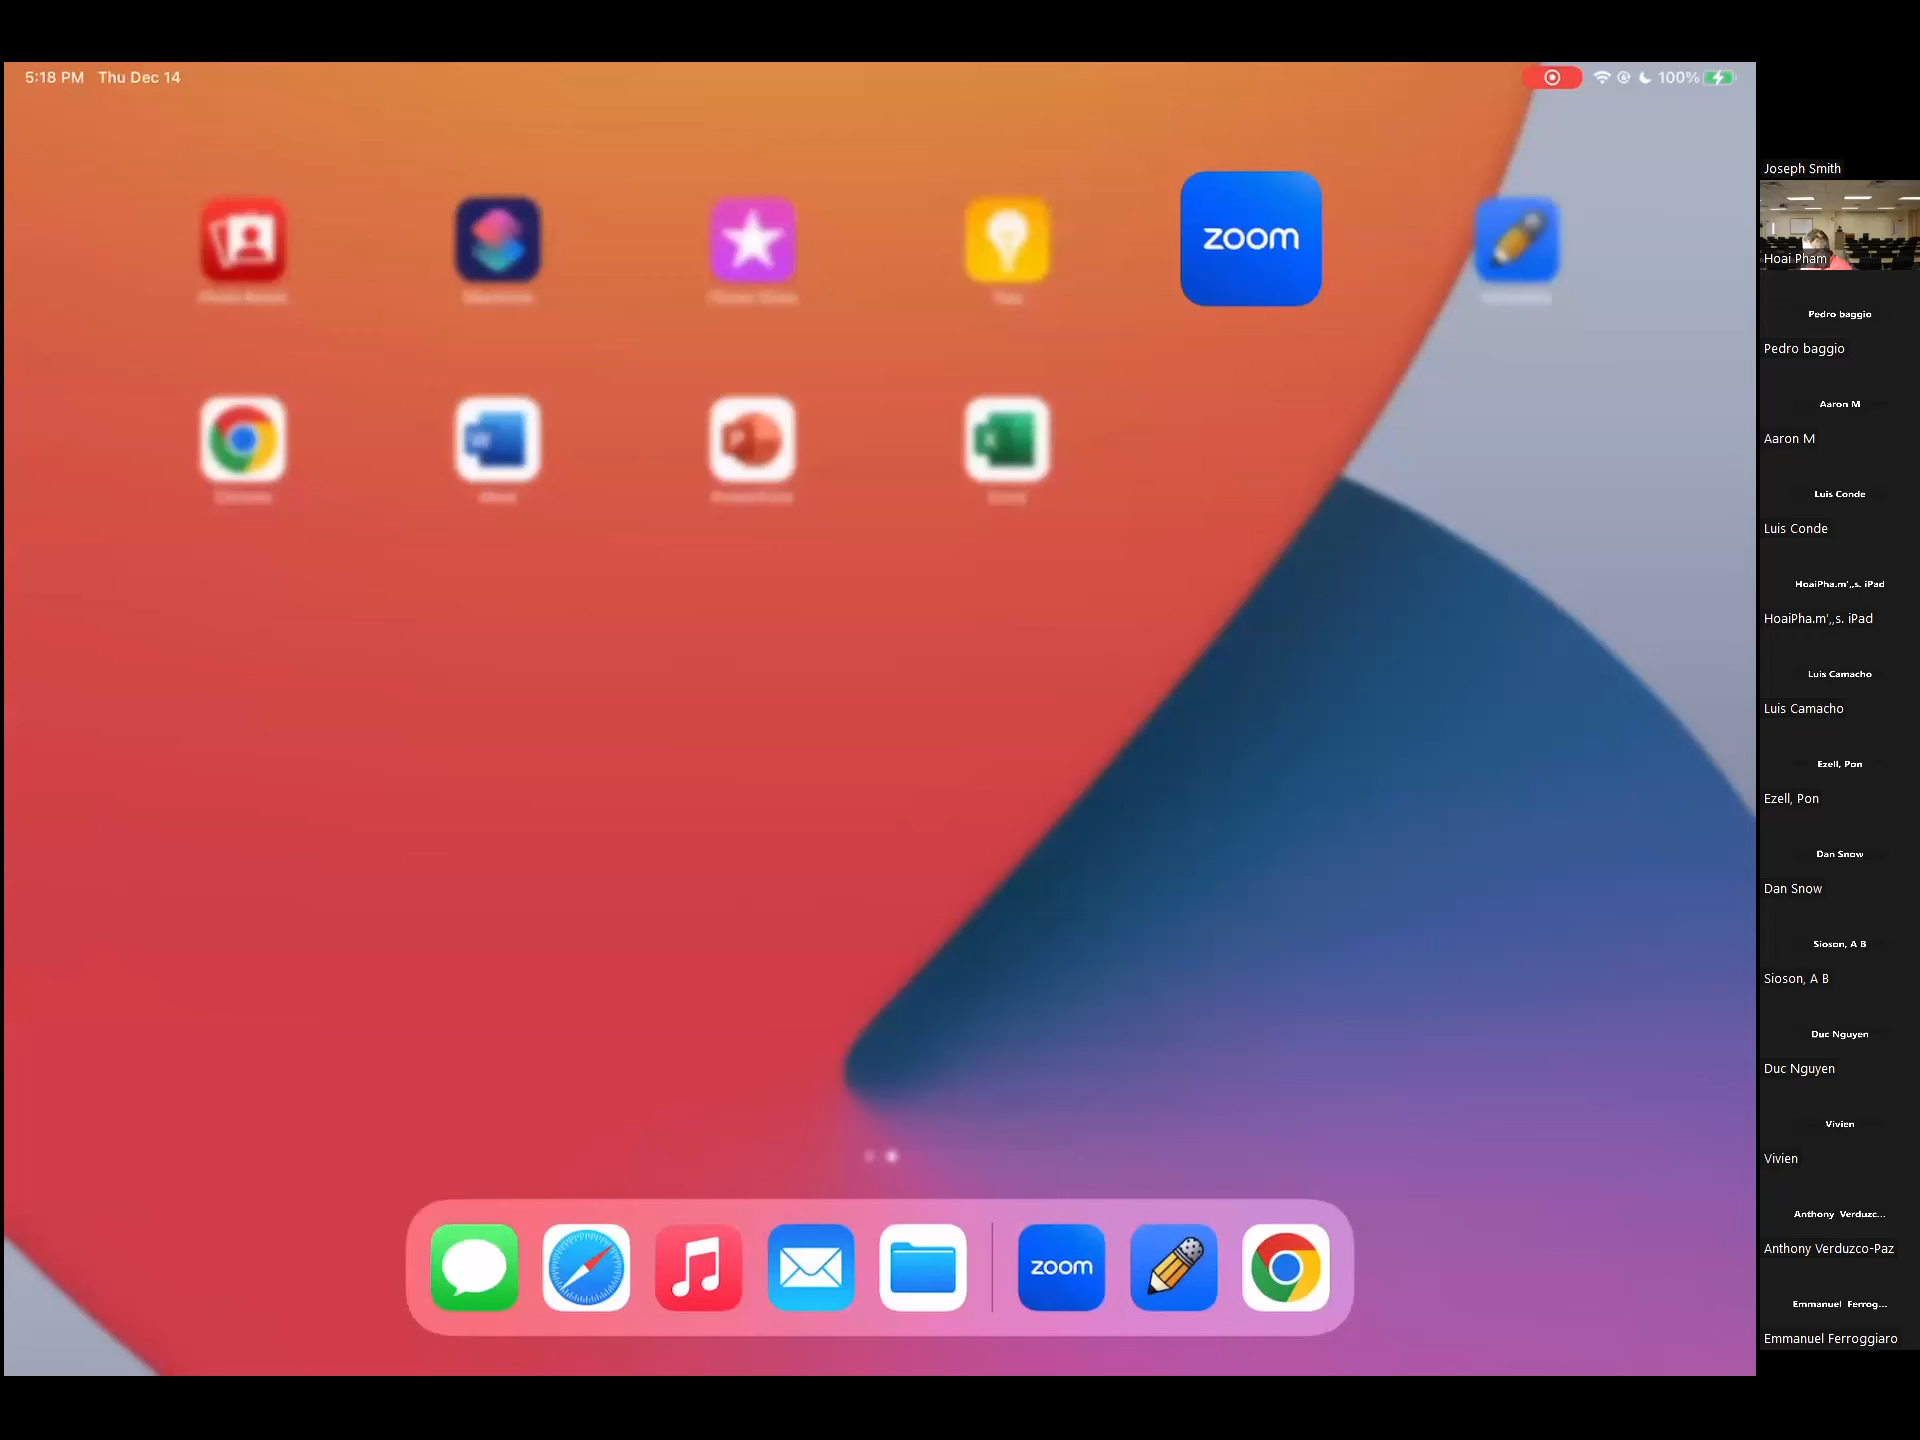 5:18 PM Thu Dec 14
100%
zoom
W
P
X
zoom
Joseph Smith
Hoai Pham
Pedro baggio
Pedro baggio
Aaron M
Aaron M
Luis Conde
Luis Conde
HoaiPha.m',,s. iPad
HoaiPha.m',,s. iPad
Luis Camacho
Luis Camacho
Ezell, Pon
Ezell, Pon
Dan Snow
Dan Snow
Sioson, A B
Sioson, A B
Duc Nguyen
Duc Nguyen
Vivien
Vivien
Anthony Verduzc...
Anthony Verduzco-Paz
Emmanuel Ferrog...
Emmanuel Ferroggiaro